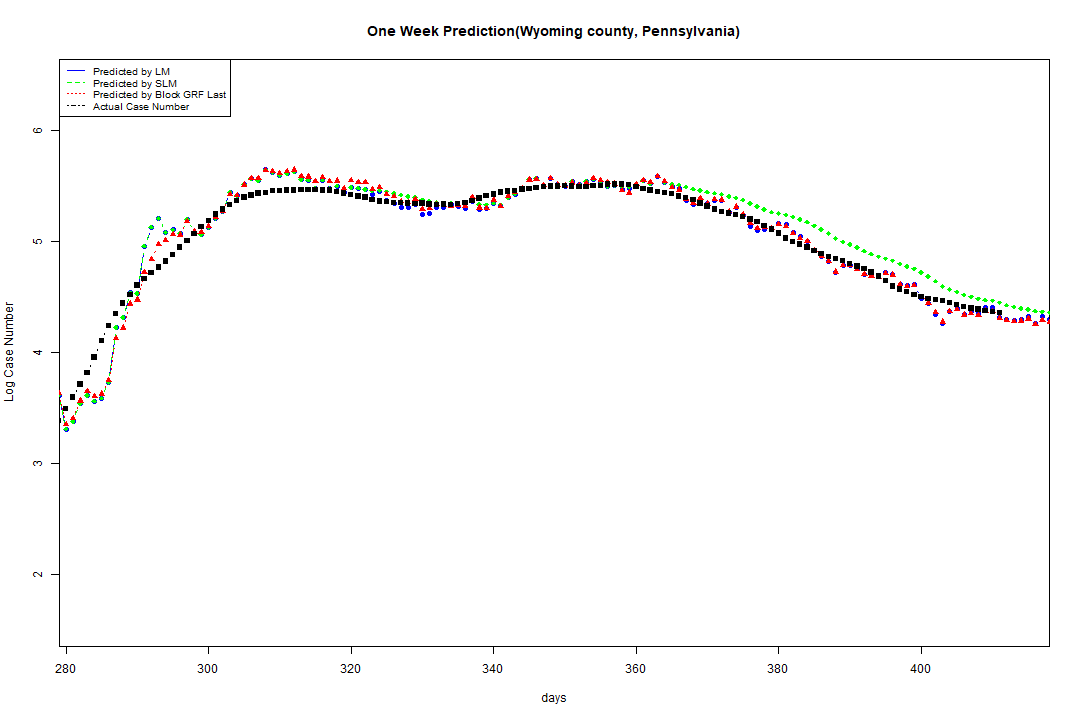 One Week Prediction(Wyoming county, Pennsylvania)
Predicted by LM
Predicted by SLM
Predicted by Block GRF Last
Actual Case Number
6
5
4
3
2
Log Case Number
280 300 320 340 360 380 400
days